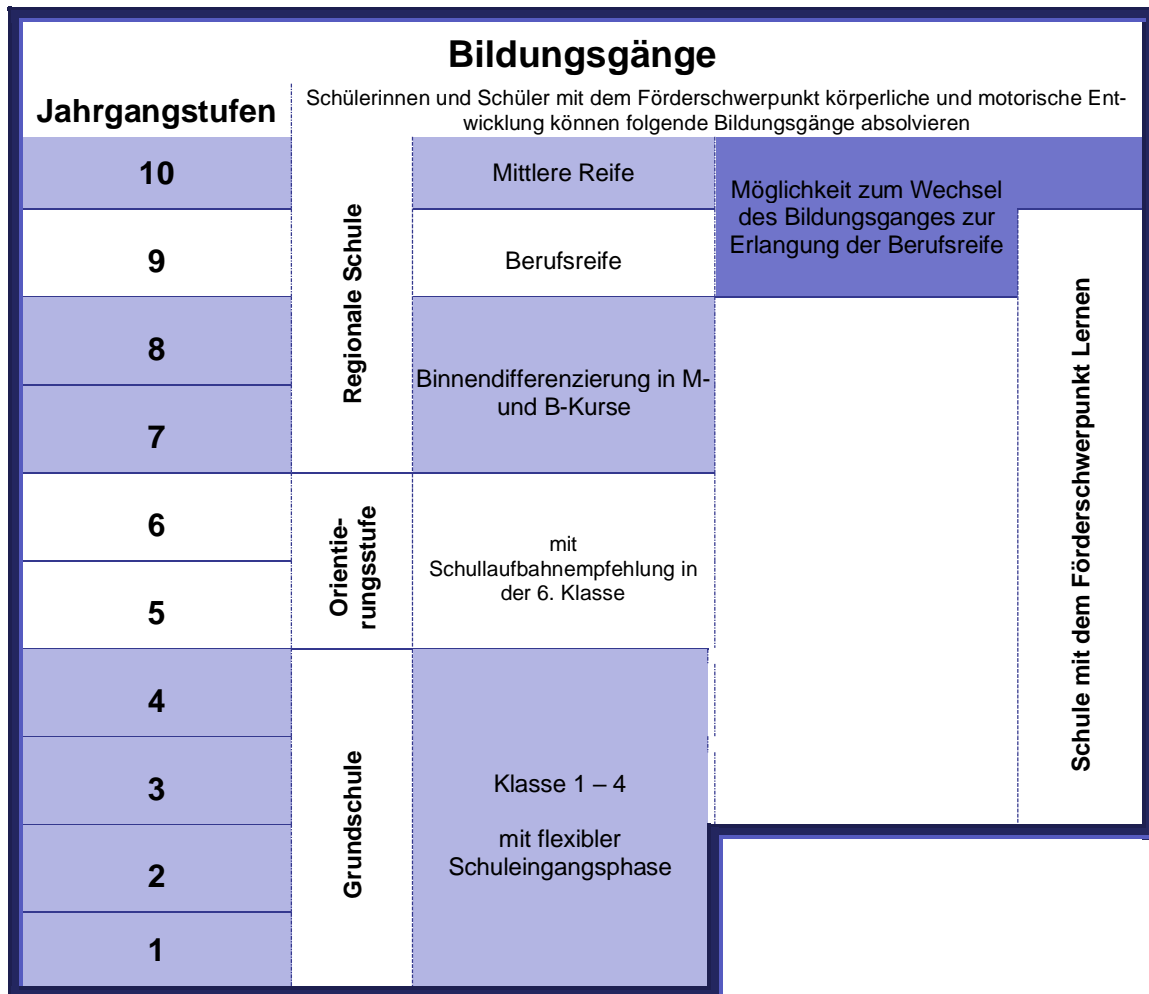 Bildungsgänge
Jahrgangstufen
Schülerinnen und Schüler mit dem Förderschwerpunkt körperliche und motorische Ent-
wicklung können folgende Bildungsgänge absolvieren
10
Mittlere Reife
Möglichkeit zum Wechsel
des Bildungsganges zur
Erlangung der Berufsreife
9
Regionale Schule
Berufsreife
8
Binnendifferenzierung in M-
und B-Kurse
7
Schule mit dem Förderschwerpunkt Lernen
6
Orientie-
rungsstufe
mit
Schullaufbahnempfehlung in
der 6. Klasse
5
4
3
Grundschule
Klasse 1 – 4
mit flexibler
Schuleingangsphase
2
1